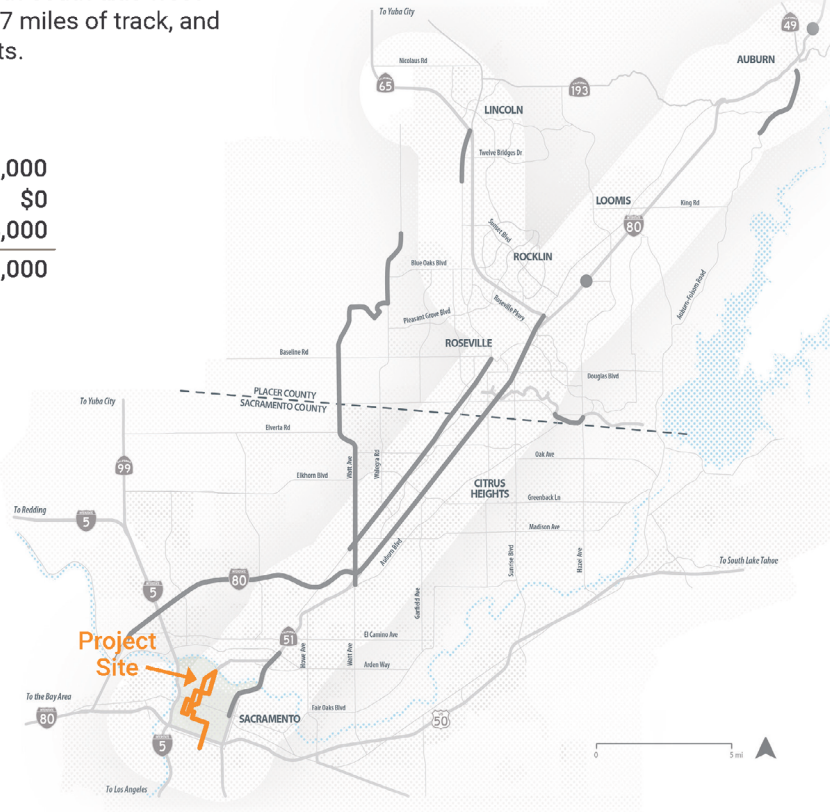 7 miles of track, and
ts.
,000
$0
,000
,000
To Yuba City
49
AUBURN
Nicolaus Rd
65
193
LINCOLN
Twelve Bridges Dr
LOOMIS
King Rd
80
Sunset Blvd
ROCKLIN
Blue Oaks Blvd
Auburn-Folsom Road
Roseville Pkwy
Pleasant Grove Blvd
ROSEVILLE
Baseline Rd
Douglas Blvd
PLACER COUNTY
SACRAMENTO COUNTY
To Yuba City
Elverta Rd
Oak Ave
99
Watt Ave
Walerga Rd
Elkhorn Blvd
CITRUS
HEIGHTS
Greenback Ln
To Redding
5
Madison Ave
Auburn Blvd
Sunrise Blvd
Hazel Ave
To South Lake Tahoe
80
5
Garfield Ave
51
El Camino Ave
Project
Site
Howe Ave
Watt Ave
Arden Way
To the Bay Area
80
Fair Oaks Blvd
SACRAMENTO
50
5
0
5 mi
To Los Angeles